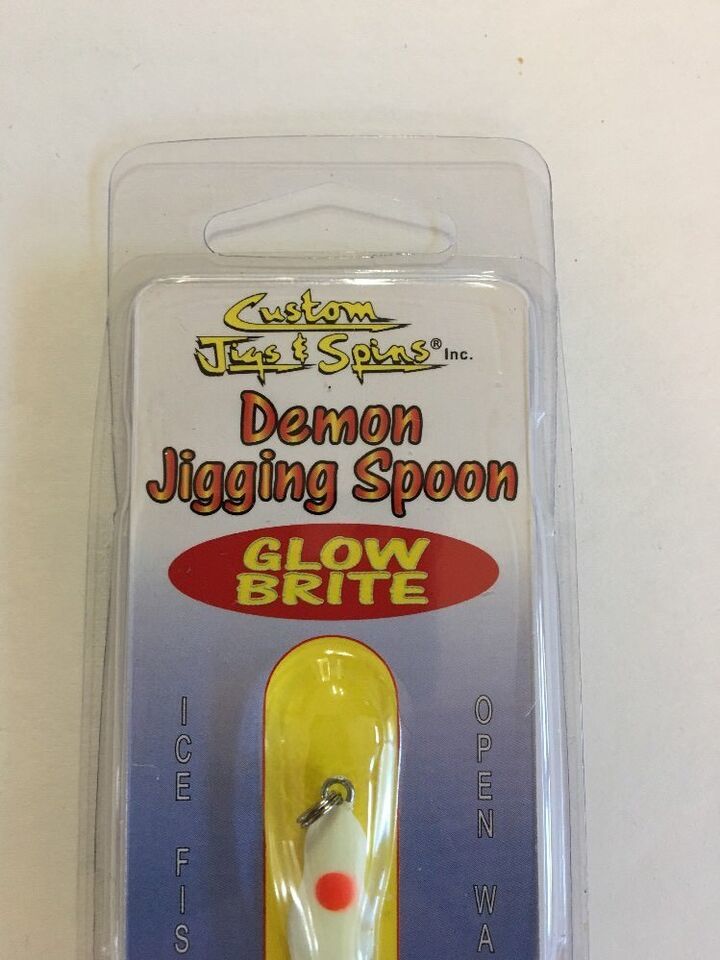 Custom
Jigs & Spins® Inc.
Demon
Jigging Spoon
GLOW
BRITE
ICE FIS
OPEN WA